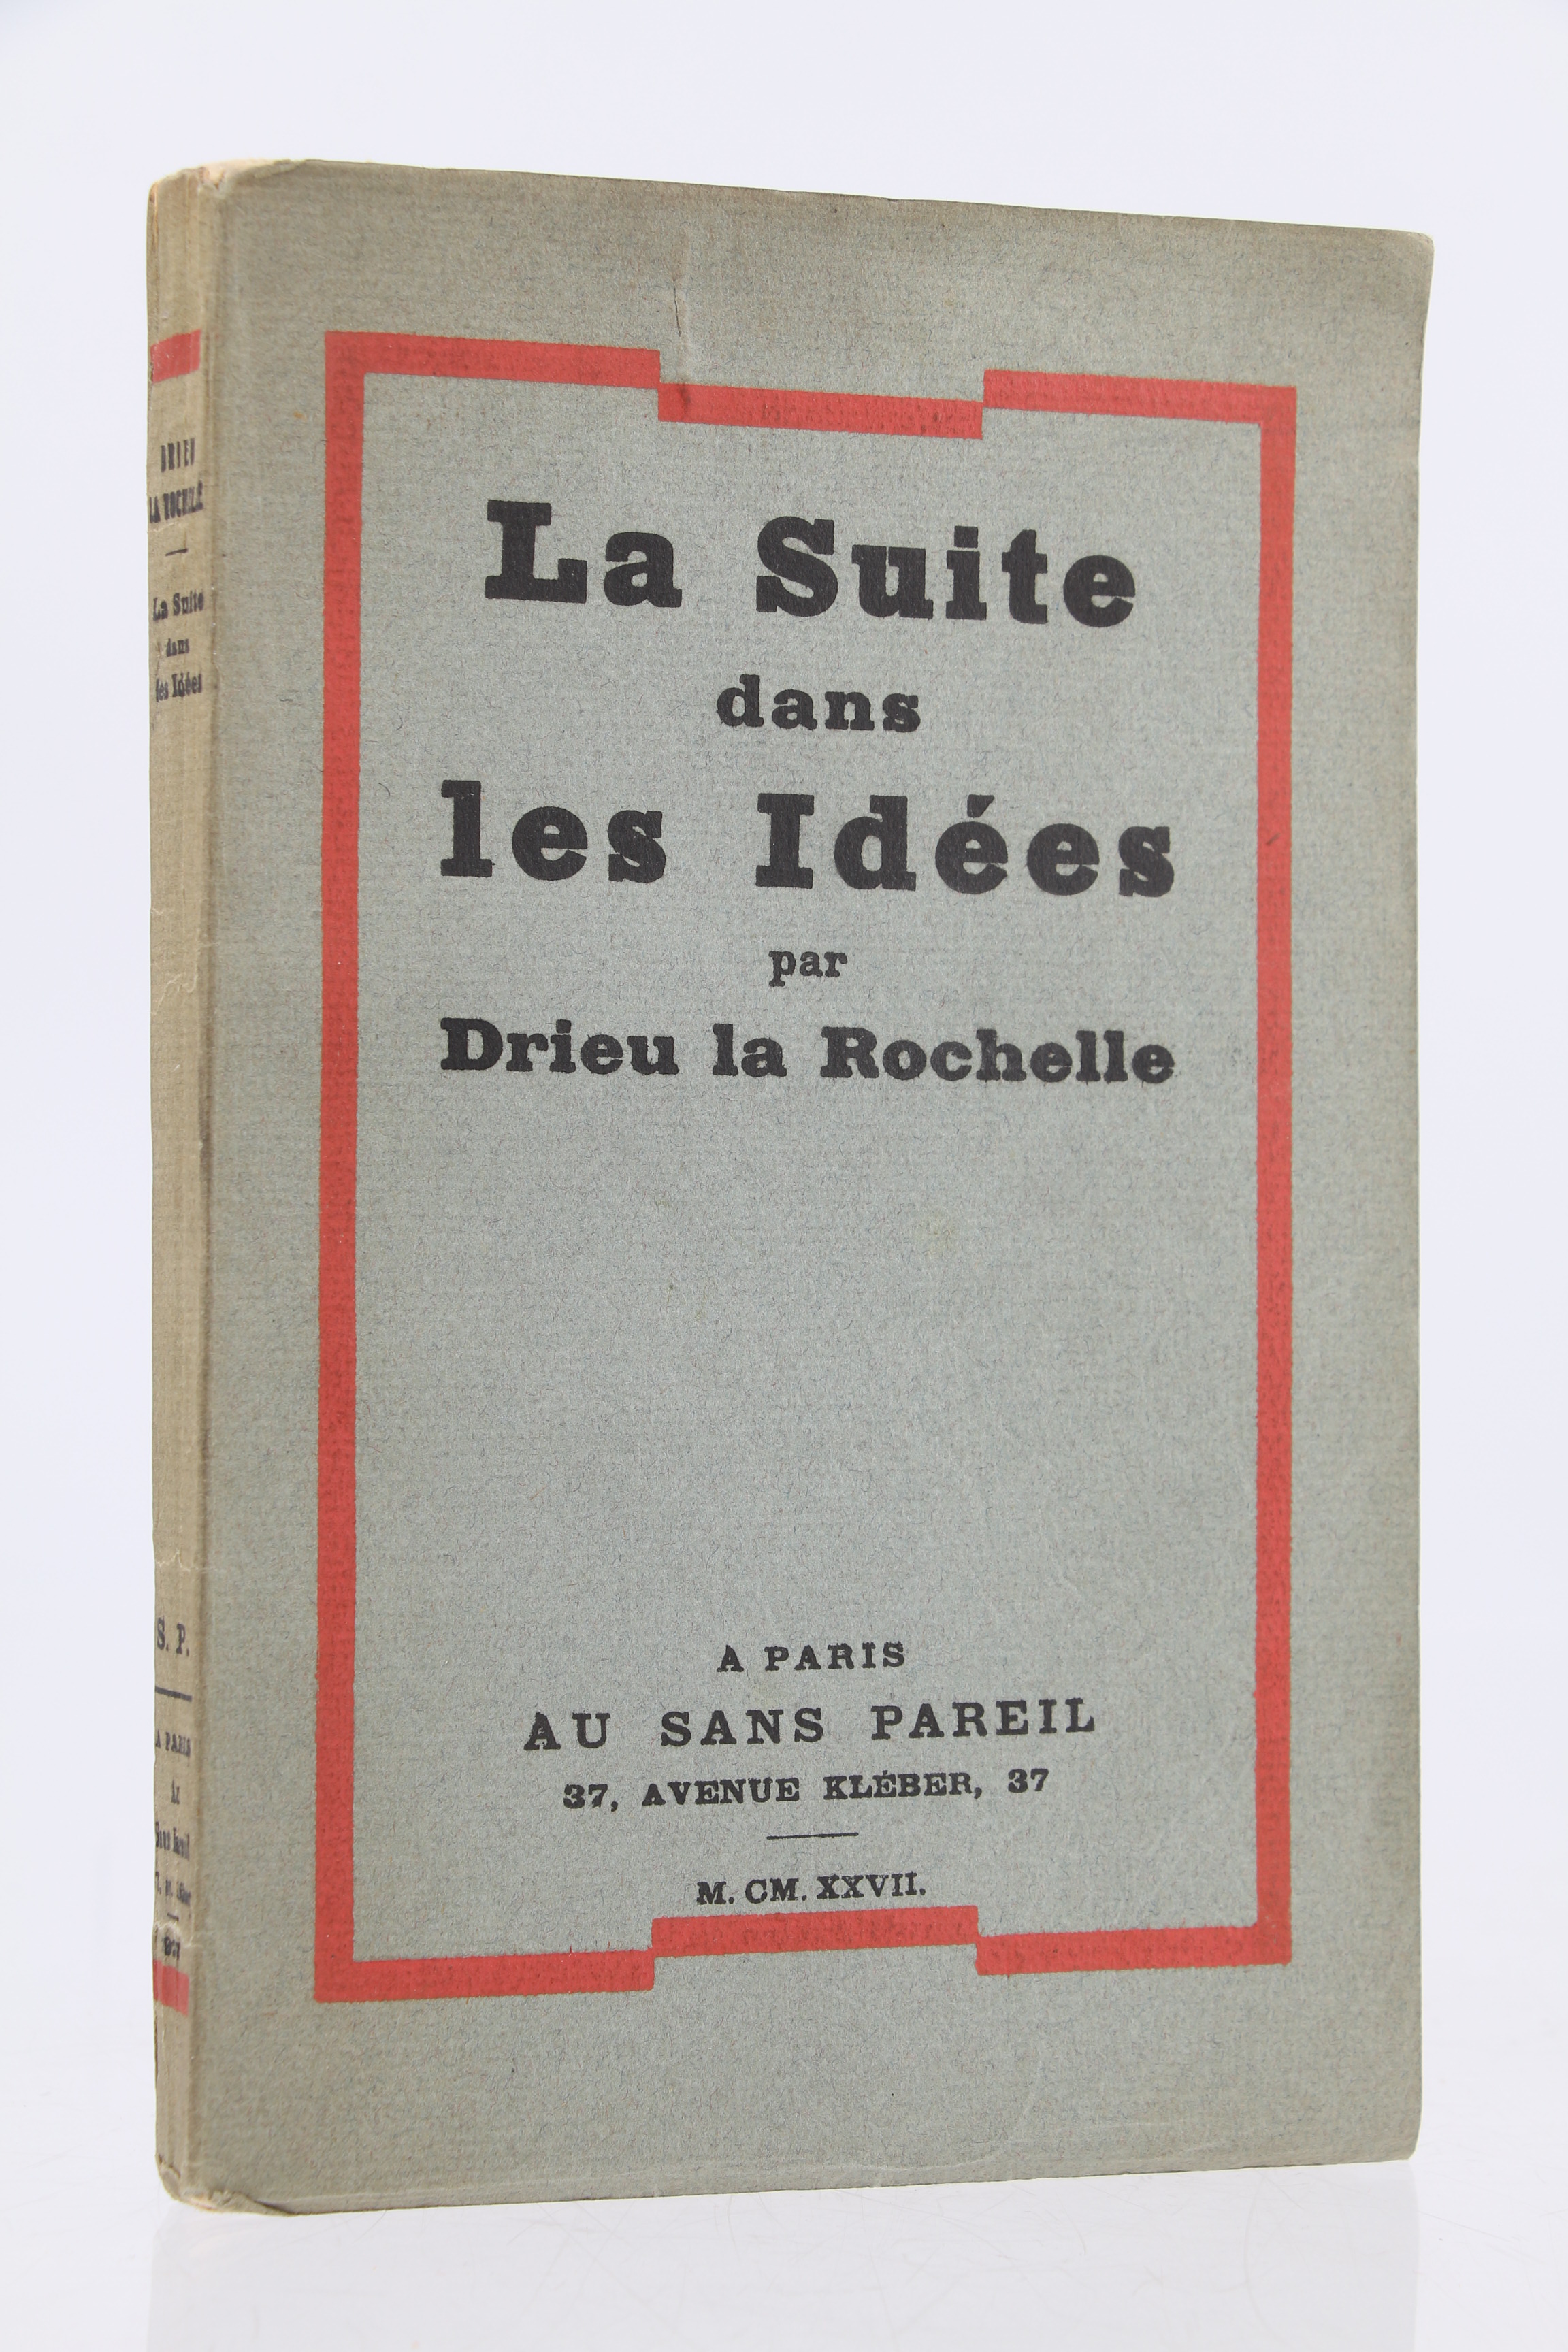 La Suite
dans
les Idées
par
Drieu la Rochelle
A PARIS
AU SANS PAREIL
37, AVENUE KLÉBER, 37
M. CM. XXVII.
DRIEU
LA ROCHELLE
La Suite
dans
les Idées
S. P.
A PARIS